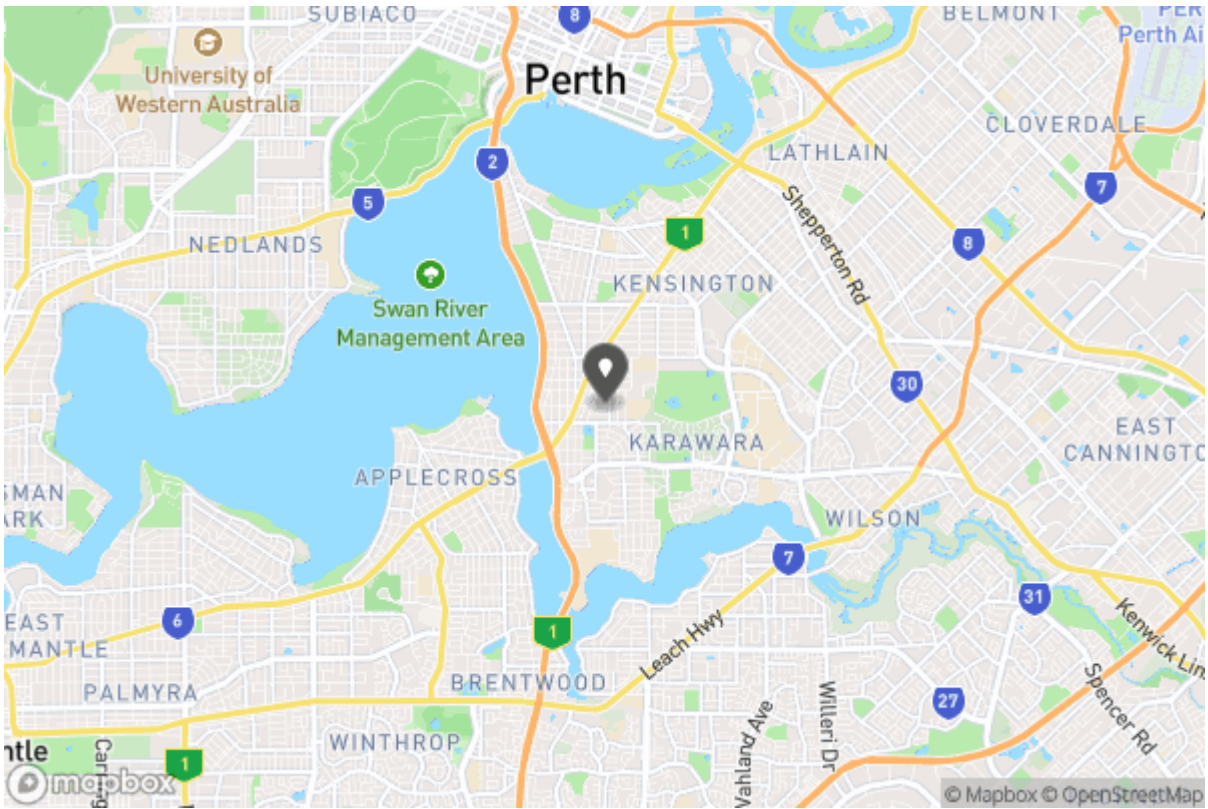 SUBIACO
8
BELMONT
PER
Perth Ai
University of
Western Australia
Perth
CLOVERDALE
2
LATHLAIN
7
5
Shepperton Rd
1
NEDLANDS
8
KENSINGTON
Swan River
Management Area
30
EAST
CANNINGTO
KARAWARA
APPLECROSS
SMAN
ARK
WILSON
7
31
6
EAST
MANTLE
1
Leach Hwy
Kenwick Lin
BRENTWOOD
PALMYRA
Spencer Rd
27
Willeri Dr
Vahland Ave
WINTHROP
ntle
Carring
1
mapbox
© Mapbox © OpenStreetMap